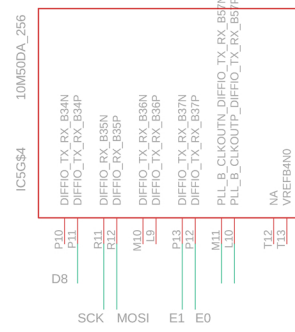 10M50DA_256
IC5G$4
DIFFIO_TX_RX_B34N
DIFFIO_TX_RX_B34P
DIFFIO_RX_B35N
DIFFIO_RX_B35P
DIFFIO_TX_RX_B36N
DIFFIO_TX_RX_B36P
DIFFIO_TX_RX_B37N
DIFFIO_TX_RX_B37P
PLL_B_CLKOUTN_DIFFIO_TX_RX_B57N
PLL_B_CLKOUTP_DIFFIO_TX_RX_B57P
NA
VREFB4N0
P10
P11
R11
R12
M10
L9
P13
P12
M11
L10
T12
T13
D8
SCK
MOSI
E1
E0